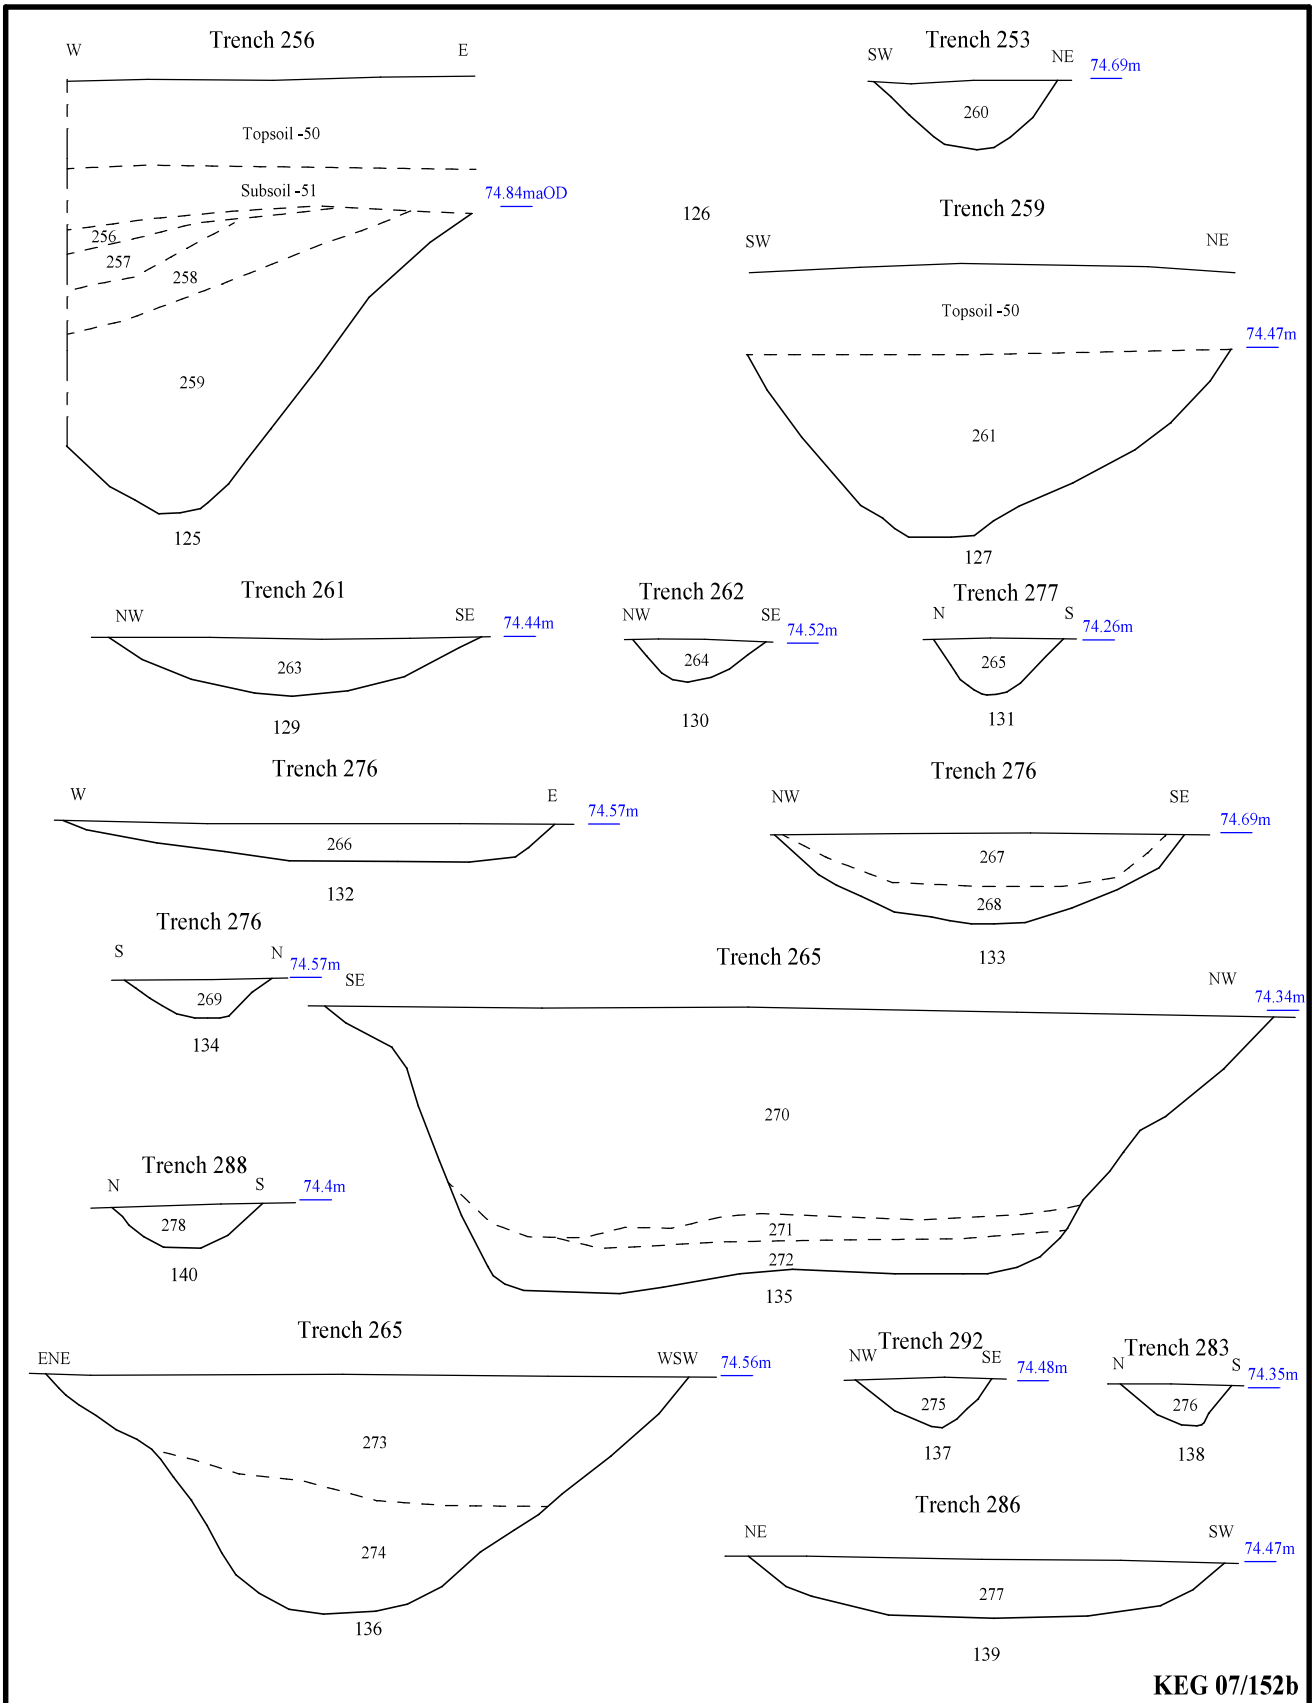 Trench 256
W
E
Topsoil -50
Subsoil -51
74.84maOD
256
257
258
259
125
Trench 253
SW
NE
74.69m
260
126
Trench 259
SW
NE
Topsoil -50
74.47m
261
127
Trench 261
NW
SE
74.44m
263
129
Trench 262
NW
SE
74.52m
264
130
Trench 277
N
S
74.26m
265
131
Trench 276
W
E
74.57m
266
132
Trench 276
NW
SE
74.69m
267
268
133
Trench 276
S
N
74.57m
269
134
Trench 265
SE
NW
74.34m
270
271
272
135
Trench 288
N
S
74.4m
278
140
Trench 265
ENE
WSW
74.56m
273
274
136
Trench 292
NW
SE
74.48m
275
137
Trench 283
N
S
74.35m
276
138
Trench 286
NE
SW
74.47m
277
139
KEG 07/152b